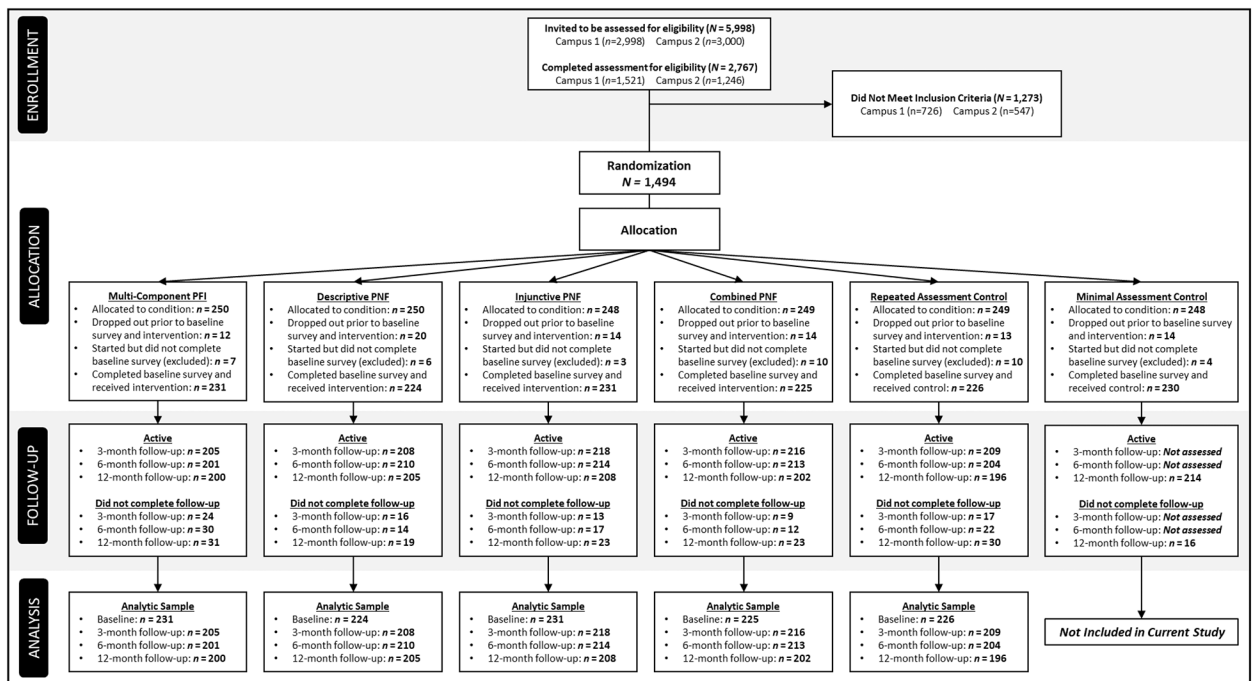 ENROLLMENT
Invited to be assessed for eligibility (N = 5,998)
Campus 1 (n=2,998) Campus 2 (n=3,000)
Completed assessment for eligibility (N = 2,767)
Campus 1 (n=1,521) Campus 2 (n=1,246)
Did Not Meet Inclusion Criteria (N = 1,273)
Campus 1 (n=726) Campus 2 (n=547)
Randomization
N = 1,494
ALLOCATION
Allocation
Multi-Component PFI
• Allocated to condition: n = 250
• Dropped out prior to baseline
survey and intervention: n = 12
• Started but did not complete
baseline survey (excluded): n = 7
• Completed baseline survey and
received intervention: n = 231
Descriptive PNF
• Allocated to condition: n = 250
• Dropped out prior to baseline
survey and intervention: n = 20
• Started but did not complete
baseline survey (excluded): n = 6
• Completed baseline survey and
received intervention: n = 224
Injunctive PNF
• Allocated to condition: n = 248
• Dropped out prior to baseline
survey and intervention: n = 14
• Started but did not complete
baseline survey (excluded): n = 3
• Completed baseline survey and
received intervention: n = 231
Combined PNF
• Allocated to condition: n = 249
• Dropped out prior to baseline
survey and intervention: n = 14
• Started but did not complete
baseline survey (excluded): n = 10
• Completed baseline survey and
received intervention: n = 225
Repeated Assessment Control
• Allocated to condition: n = 249
• Dropped out prior to baseline
survey and intervention: n = 13
• Started but did not complete
baseline survey (excluded): n = 10
• Completed baseline survey and
received control: n = 226
Minimal Assessment Control
• Allocated to condition: n = 248
• Dropped out prior to baseline survey
and intervention: n = 14
• Started but did not complete
baseline survey (excluded): n = 4
• Completed baseline survey and
received control: n = 230
FOLLOW-UP
Active
• 3-month follow-up: n = 205
• 6-month follow-up: n = 201
• 12-month follow-up: n = 200
Did not complete follow-up
• 3-month follow-up: n = 24
• 6-month follow-up: n = 30
• 12-month follow-up: n = 31
Active
• 3-month follow-up: n = 208
• 6-month follow-up: n = 210
• 12-month follow-up: n = 205
Did not complete follow-up
• 3-month follow-up: n = 16
• 6-month follow-up: n = 14
• 12-month follow-up: n = 19
Active
• 3-month follow-up: n = 218
• 6-month follow-up: n = 214
• 12-month follow-up: n = 208
Did not complete follow-up
• 3-month follow-up: n = 13
• 6-month follow-up: n = 17
• 12-month follow-up: n = 23
Active
• 3-month follow-up: n = 216
• 6-month follow-up: n = 213
• 12-month follow-up: n = 202
Did not complete follow-up
• 3-month follow-up: n = 9
• 6-month follow-up: n = 12
• 12-month follow-up: n = 23
Active
• 3-month follow-up: n = 209
• 6-month follow-up: n = 204
• 12-month follow-up: n = 196
Did not complete follow-up
• 3-month follow-up: n = 17
• 6-month follow-up: n = 22
• 12-month follow-up: n = 30
Active
• 3-month follow-up: Not assessed
• 6-month follow-up: Not assessed
• 12-month follow-up: n = 214
Did not complete follow-up
• 3-month follow-up: Not assessed
• 6-month follow-up: Not assessed
• 12-month follow-up: n = 16
ANALYSIS
Analytic Sample
• Baseline: n = 231
• 3-month follow-up: n = 205
• 6-month follow-up: n = 201
• 12-month follow-up: n = 200
Analytic Sample
• Baseline: n = 224
• 3-month follow-up: n = 208
• 6-month follow-up: n = 210
• 12-month follow-up: n = 205
Analytic Sample
• Baseline: n = 231
• 3-month follow-up: n = 218
• 6-month follow-up: n = 214
• 12-month follow-up: n = 208
Analytic Sample
• Baseline: n = 225
• 3-month follow-up: n = 216
• 6-month follow-up: n = 213
• 12-month follow-up: n = 202
Analytic Sample
• Baseline: n = 226
• 3-month follow-up: n = 209
• 6-month follow-up: n = 204
• 12-month follow-up: n = 196
Not Included in Current Study